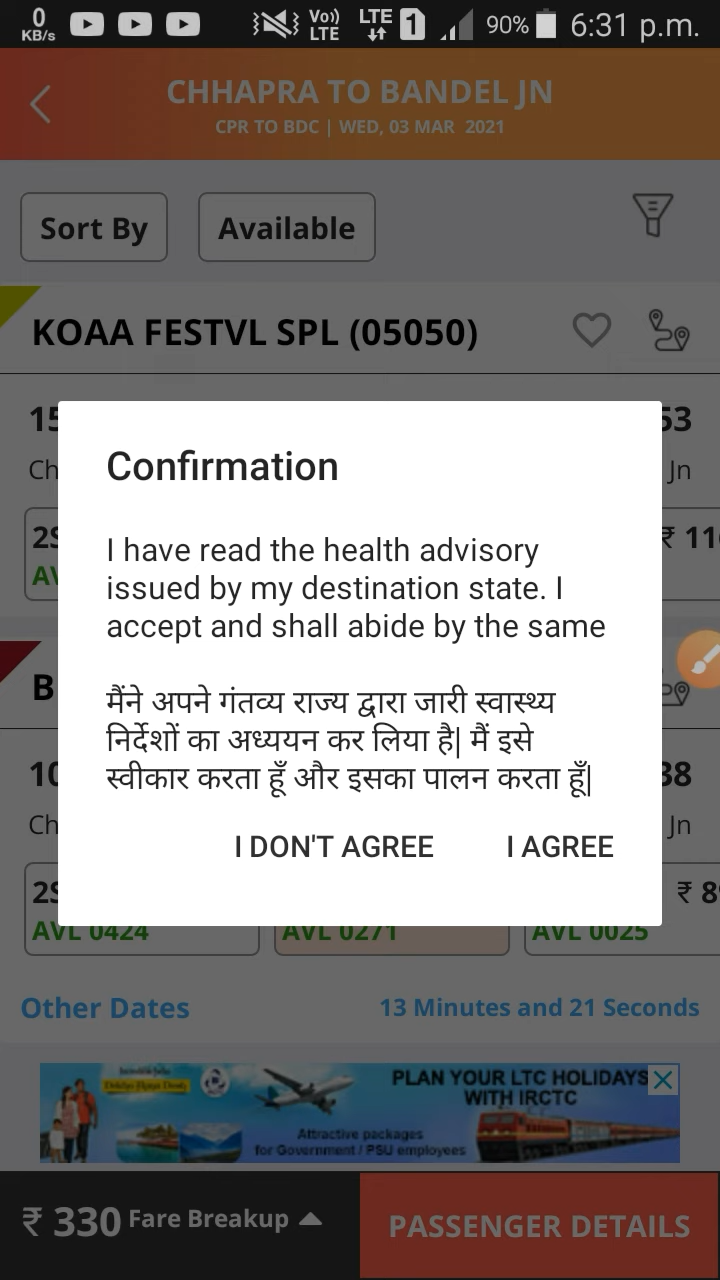 0
KB/s
Vo))
LTE
LTE
1
90%
6:31 p.m.
CHHAPRA TO BANDEL JN
CPR TO BDC | WED, 03 MAR 2021
Sort By
Available
KOAA FESTVL SPL (05050)
15
53
Ch
Jn
2S
₹ 11
AV
Confirmation
I have read the health advisory
issued by my destination state. I
accept and shall abide by the same
मैंने अपने गंतव्य राज्य द्वारा जारी स्वास्थ्य
निर्देशों का अध्ययन कर लिया है| मैं इसे
स्वीकार करता हूँ और इसका पालन करता हूँ|
I DON'T AGREE
I AGREE
B
10
38
Ch
Jn
2S
₹ 8
AVL 0424
AVL 0271
AVL 0025
Other Dates
13 Minutes and 21 Seconds
Dekho Apna Desh
PLAN YOUR LTC HOLIDAYS
WITH IRCTC
Attractive packages
for Government / PSU employees
₹ 330 Fare Breakup
PASSENGER DETAILS